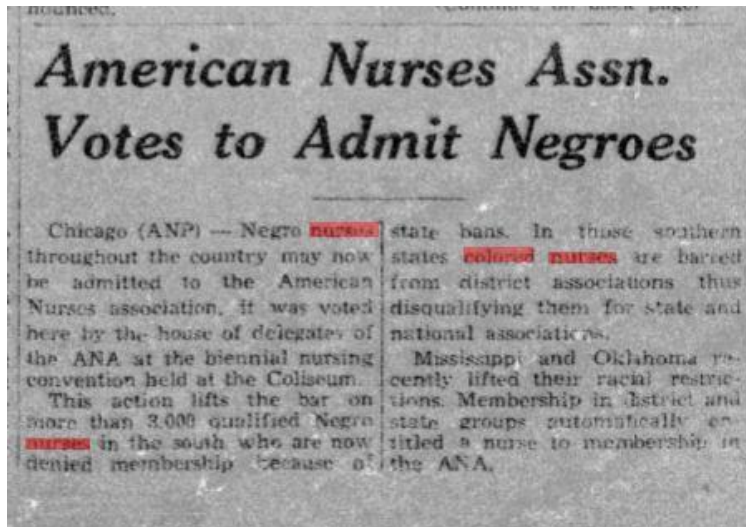 nounced.
(Continued on back page)
American Nurses Assn.
Votes to Admit Negroes
Chicago (ANP) — Negro nurses
throughout the country may now
be admitted to the American
Nurses association, it was voted
here by the house of delegates of
the ANA at the biennial nursing
convention held at the Coliseum.
This action lifts the bar on
more than 3,000 qualified Negro
nurses in the south who are now
denied membership because of
state bans. In those southern
states colored nurses are barred
from district associations thus
disqualifying them for state and
national associations.
Mississippi and Oklahoma re-
cently lifted their racial restric-
tions. Membership in district and
state groups automatically en-
titled a nurse to membership in
the ANA.